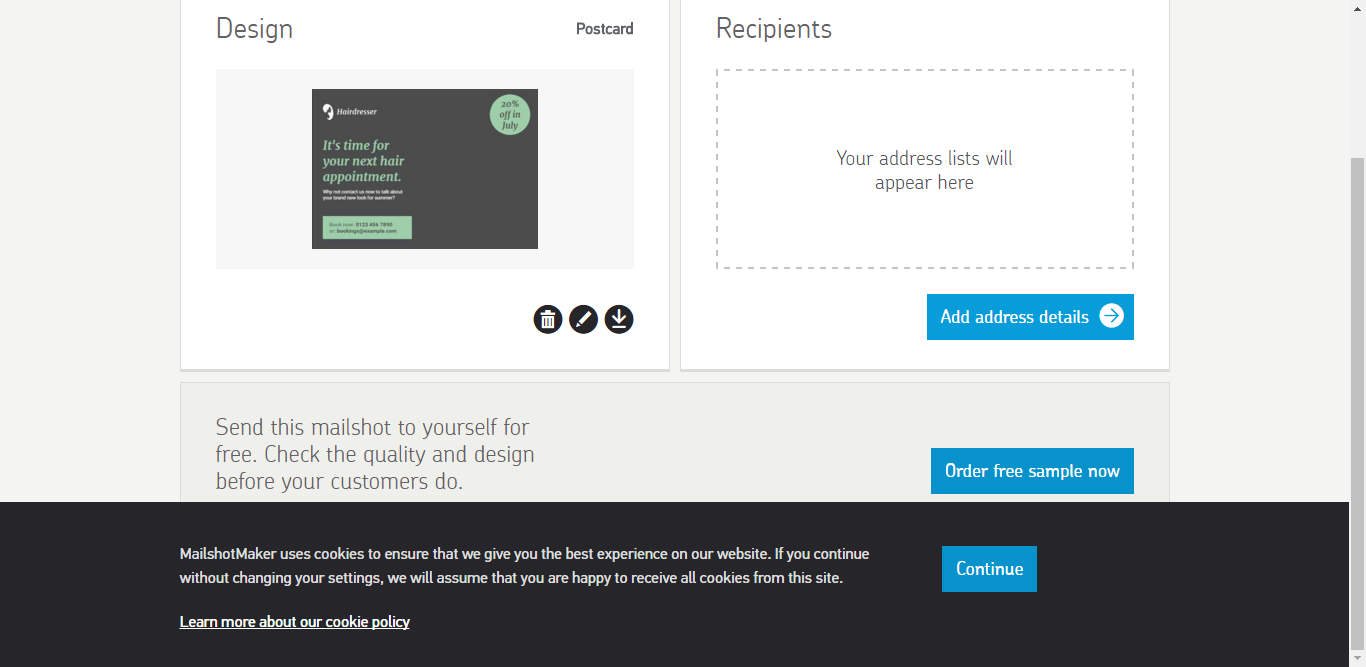 Design
Postcard
Hairdresser
20%
off in
July
It's time for
your next hair
appointment.
Why not contact us now to talk about
your brand new look for summer?
Book now: 0123 456 7890
or: bookings@example.com
Recipients
Your address lists will
appear here
Add address details
Send this mailshot to yourself for
free. Check the quality and design
before your customers do.
Order free sample now
MailshotMaker uses cookies to ensure that we give you the best experience on our website. If you continue
without changing your settings, we will assume that you are happy to receive all cookies from this site.
Continue
Learn more about our cookie policy